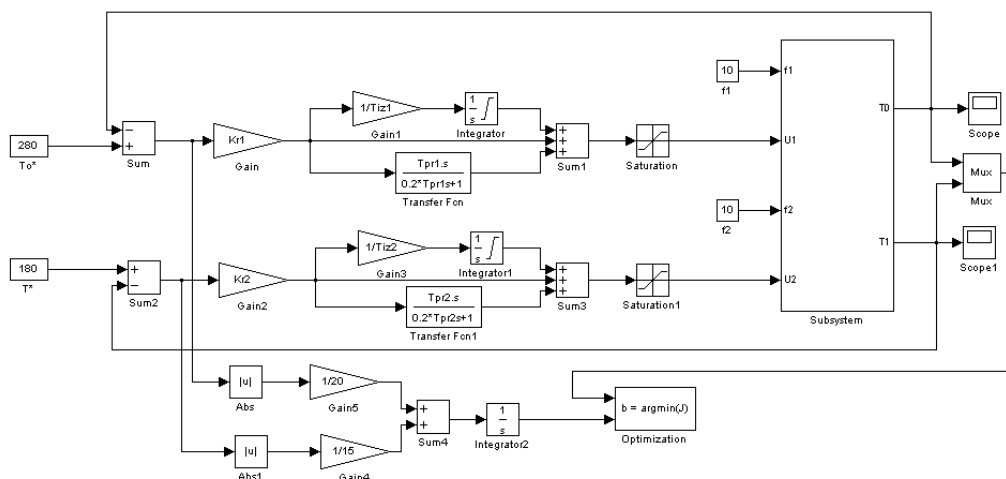 280
To*
−
+
Sum
Kr1
Gain
1/Tiz1
Gain1
1
s
Integrator
Tpr1.s
0.2*Tpr1s+1
Transfer Fcn
+
+
+
Sum1
Saturation
10
f1
10
f2
f1
U1
f2
U2
T0
T1
Subsystem
Scope
Mux
Mux
Scope1
180
T*
+
−
Sum2
Kr2
Gain2
1/Tiz2
Gain3
1
s
Integrator1
Tpr2.s
0.2*Tpr2s+1
Transfer Fcn1
+
+
+
Sum3
Saturation1
|u|
Abs
1/20
Gain5
|u|
Abs1
1/15
Gain4
+
+
Sum4
1
s
Integrator2
b = argmin(J)
Optimization